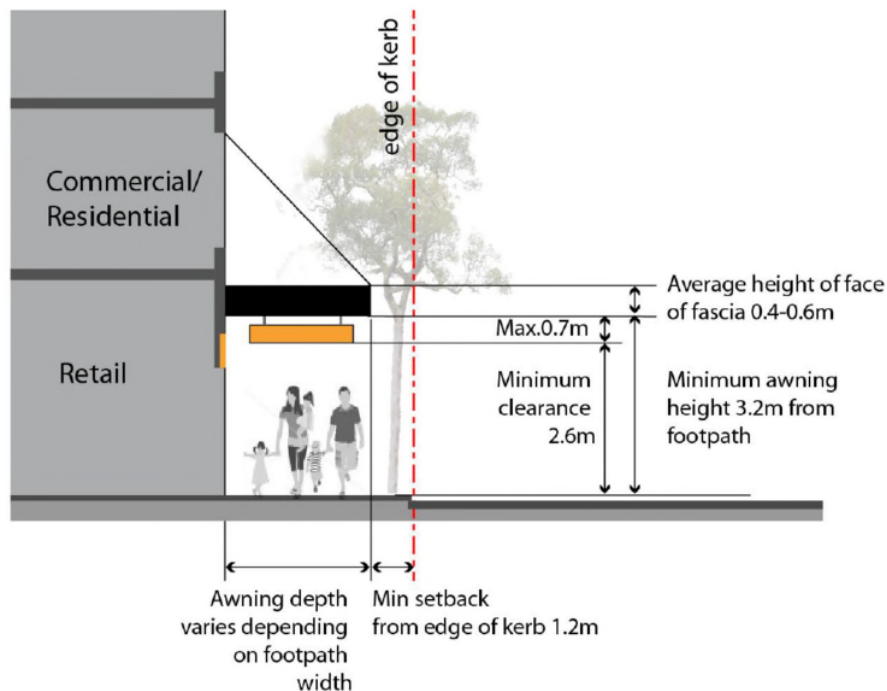 edge of kerb
Commercial/
Residential
Average height of face
of fascia 0.4-0.6m
Max.0.7m
Retail
Minimum
clearance
2.6m
Minimum awning
height 3.2m from
footpath
Awning depth
varies depending
on footpath
width
Min setback
from edge of kerb 1.2m